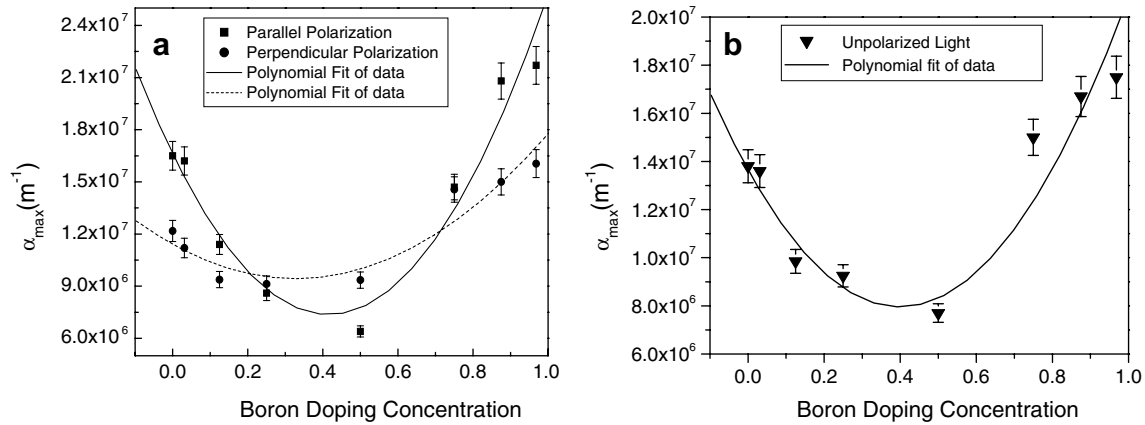 a
Parallel Polarization
Perpendicular Polarization
Polynomial Fit of data
Polynomial Fit of data
2.4x10⁷
2.1x10⁷
1.8x10⁷
1.5x10⁷
1.2x10⁷
9.0x10⁶
6.0x10⁶
α_max(m⁻¹)
0.0 0.2 0.4 0.6 0.8 1.0
Boron Doping Concentration
b
Unpolarized Light
Polynomial fit of data
2.0x10⁷
1.8x10⁷
1.6x10⁷
1.4x10⁷
1.2x10⁷
1.0x10⁷
8.0x10⁶
6.0x10⁶
α_max(m⁻¹)
0.0 0.2 0.4 0.6 0.8 1.0
Boron Doping Concentration